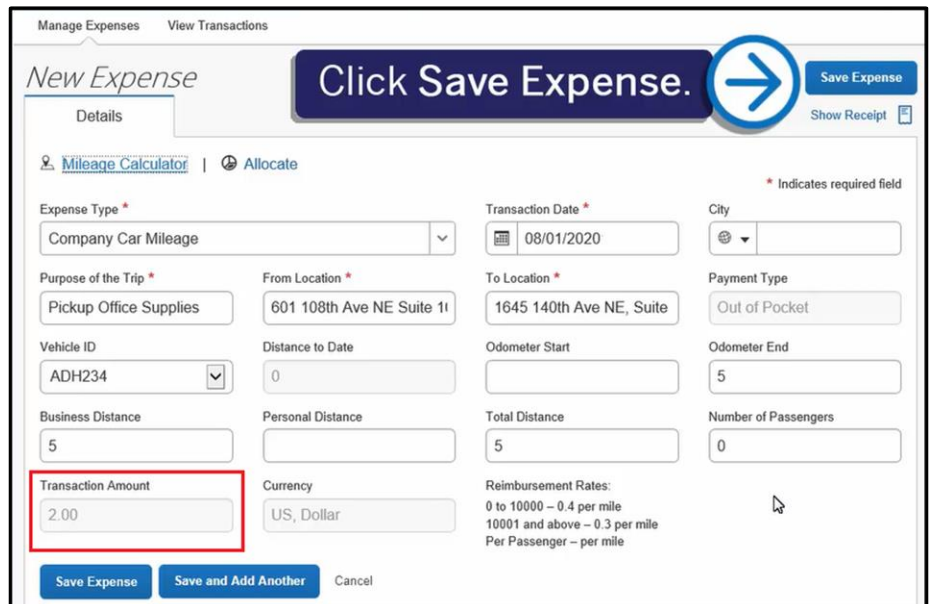 Manage Expenses View Transactions
New Expense
Click Save Expense.
Save Expense
Details
Show Receipt
Mileage Calculator | Allocate
* Indicates required field
Expense Type * Transaction Date * City
Company Car Mileage 08/01/2020
Purpose of the Trip * From Location * To Location * Payment Type
Pickup Office Supplies 601 108th Ave NE Suite 1645 140th Ave NE, Suite Out of Pocket
Vehicle ID Distance to Date Odometer Start Odometer End
ADH234 0 5
Business Distance Personal Distance Total Distance Number of Passengers
5 5 0
Transaction Amount Currency Reimbursement Rates:
2.00 US, Dollar 0 to 10000 – 0.4 per mile
10001 and above – 0.3 per mile
Per Passenger – per mile
Save Expense Save and Add Another Cancel